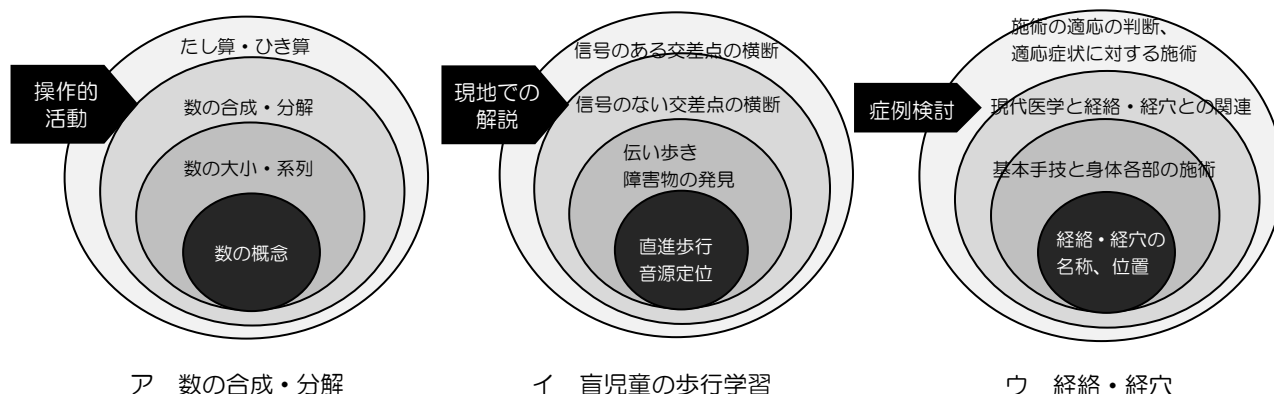 たし算・ひき算
操作的
活動
数の合成・分解
数の大小・系列
数の概念
ア 数の合成・分解
信号のある交差点の横断
現地での
解説
信号のない交差点の横断
伝い歩き
障害物の発見
直進歩行
音源定位
イ 盲児童の歩行学習
施術の適応の判断、
適応症状に対する施術
症例検討
現代医学と経絡・経穴との関連
基本手技と身体各部の施術
経絡・経穴の
名称、位置
ウ 経絡・経穴